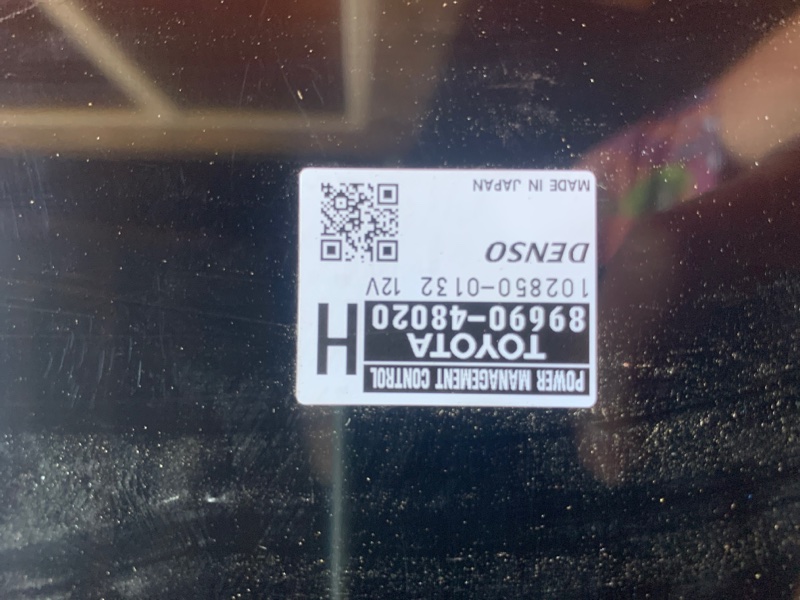 POWER MANAGEMENT CONTROL
TOYOTA
89690-48020
H
102850-0132 12V
DENSO
MADE IN JAPAN